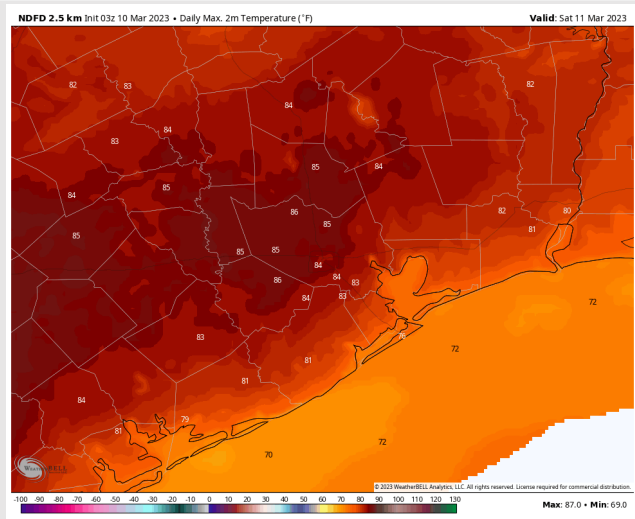 NDFD 2.5 km Init 03z 10 Mar 2023 • Daily Max. 2m Temperature (°F)
Valid: Sat 11 Mar 2023
82 83 82
84
83 84
85 84
84 85
86 82 80
85 85 81
85 85
84
86 84 83
84 83
72
83 76
72
81
81
84
79
81
72
70
WeatherBELL
© 2023 WeatherBELL Analytics, LLC. All rights reserved. License required for commercial distribution.
-100 -90 -80 -70 -60 -50 -40 -30 -20 -10 0 10 20 30 40 50 60 70 80 90 100 110 120 130
Max: 87.0 • Min: 69.0